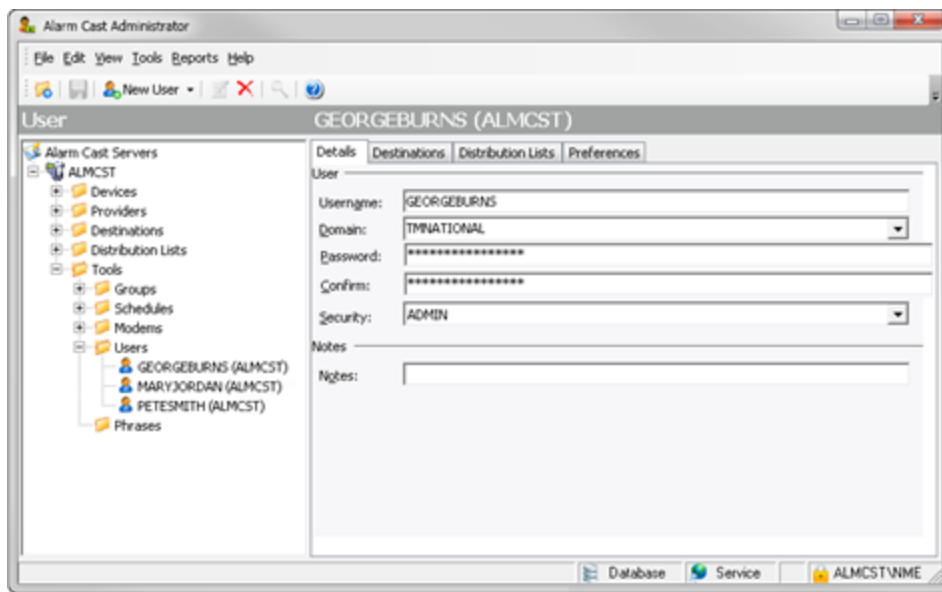 Alarm Cast Administrator
File Edit View Tools Reports Help
New User
User
GEORGEBURNS (ALMCST)
Alarm Cast Servers
ALMCST
Devices
Providers
Destinations
Distribution Lists
Tools
Groups
Schedules
Modems
Users
GEORGEBURNS (ALMCST)
MARYJORDAN (ALMCST)
PETESMITH (ALMCST)
Phrases
Details Destinations Distribution Lists Preferences
User
Username: GEORGEBURNS
Domain: TMNATIONAL
Password: ****************
Confirm: ****************
Security: ADMIN
Notes
Notes:
Database Service ALMCST\NME